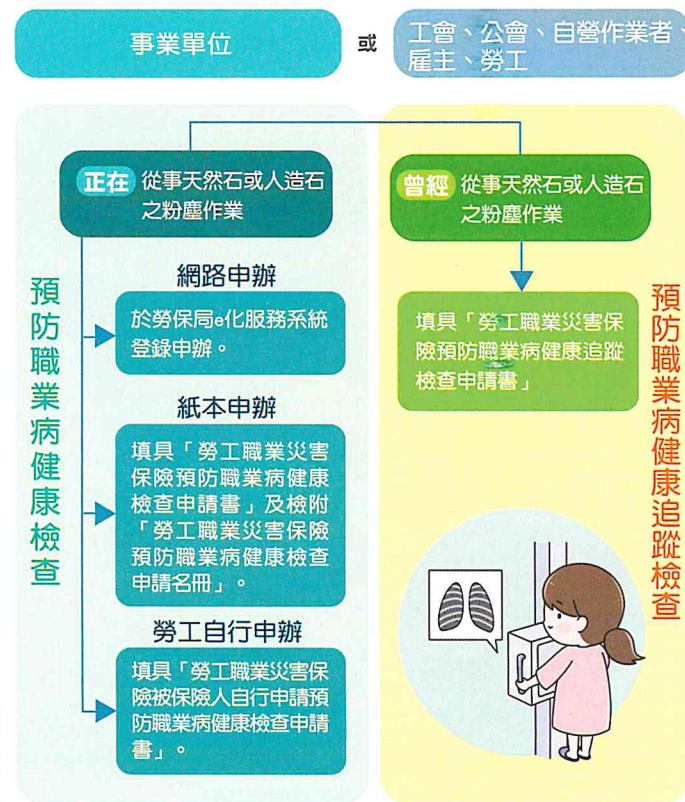 事業單位
或
工會、公會、自營作業者、
雇主、勞工
正在 從事天然石或人造石
之粉塵作業
曾經 從事天然石或人造石
之粉塵作業
預防職業病健康檢查
網路申辦
於勞保局e化服務系統
登錄申辦。
紙本申辦
填具「勞工職業災害
保險預防職業病健康
檢查申請書」及檢附
「勞工職業災害保險
預防職業病健康檢查
申請名冊」。
勞工自行申辦
填具「勞工職業災害保
險被保險人自行申請預
防職業病健康檢查申請
書」。
填具「勞工職業災害保
險預防職業病健康追蹤
檢查申請書」
預防職業病健康追蹤檢查